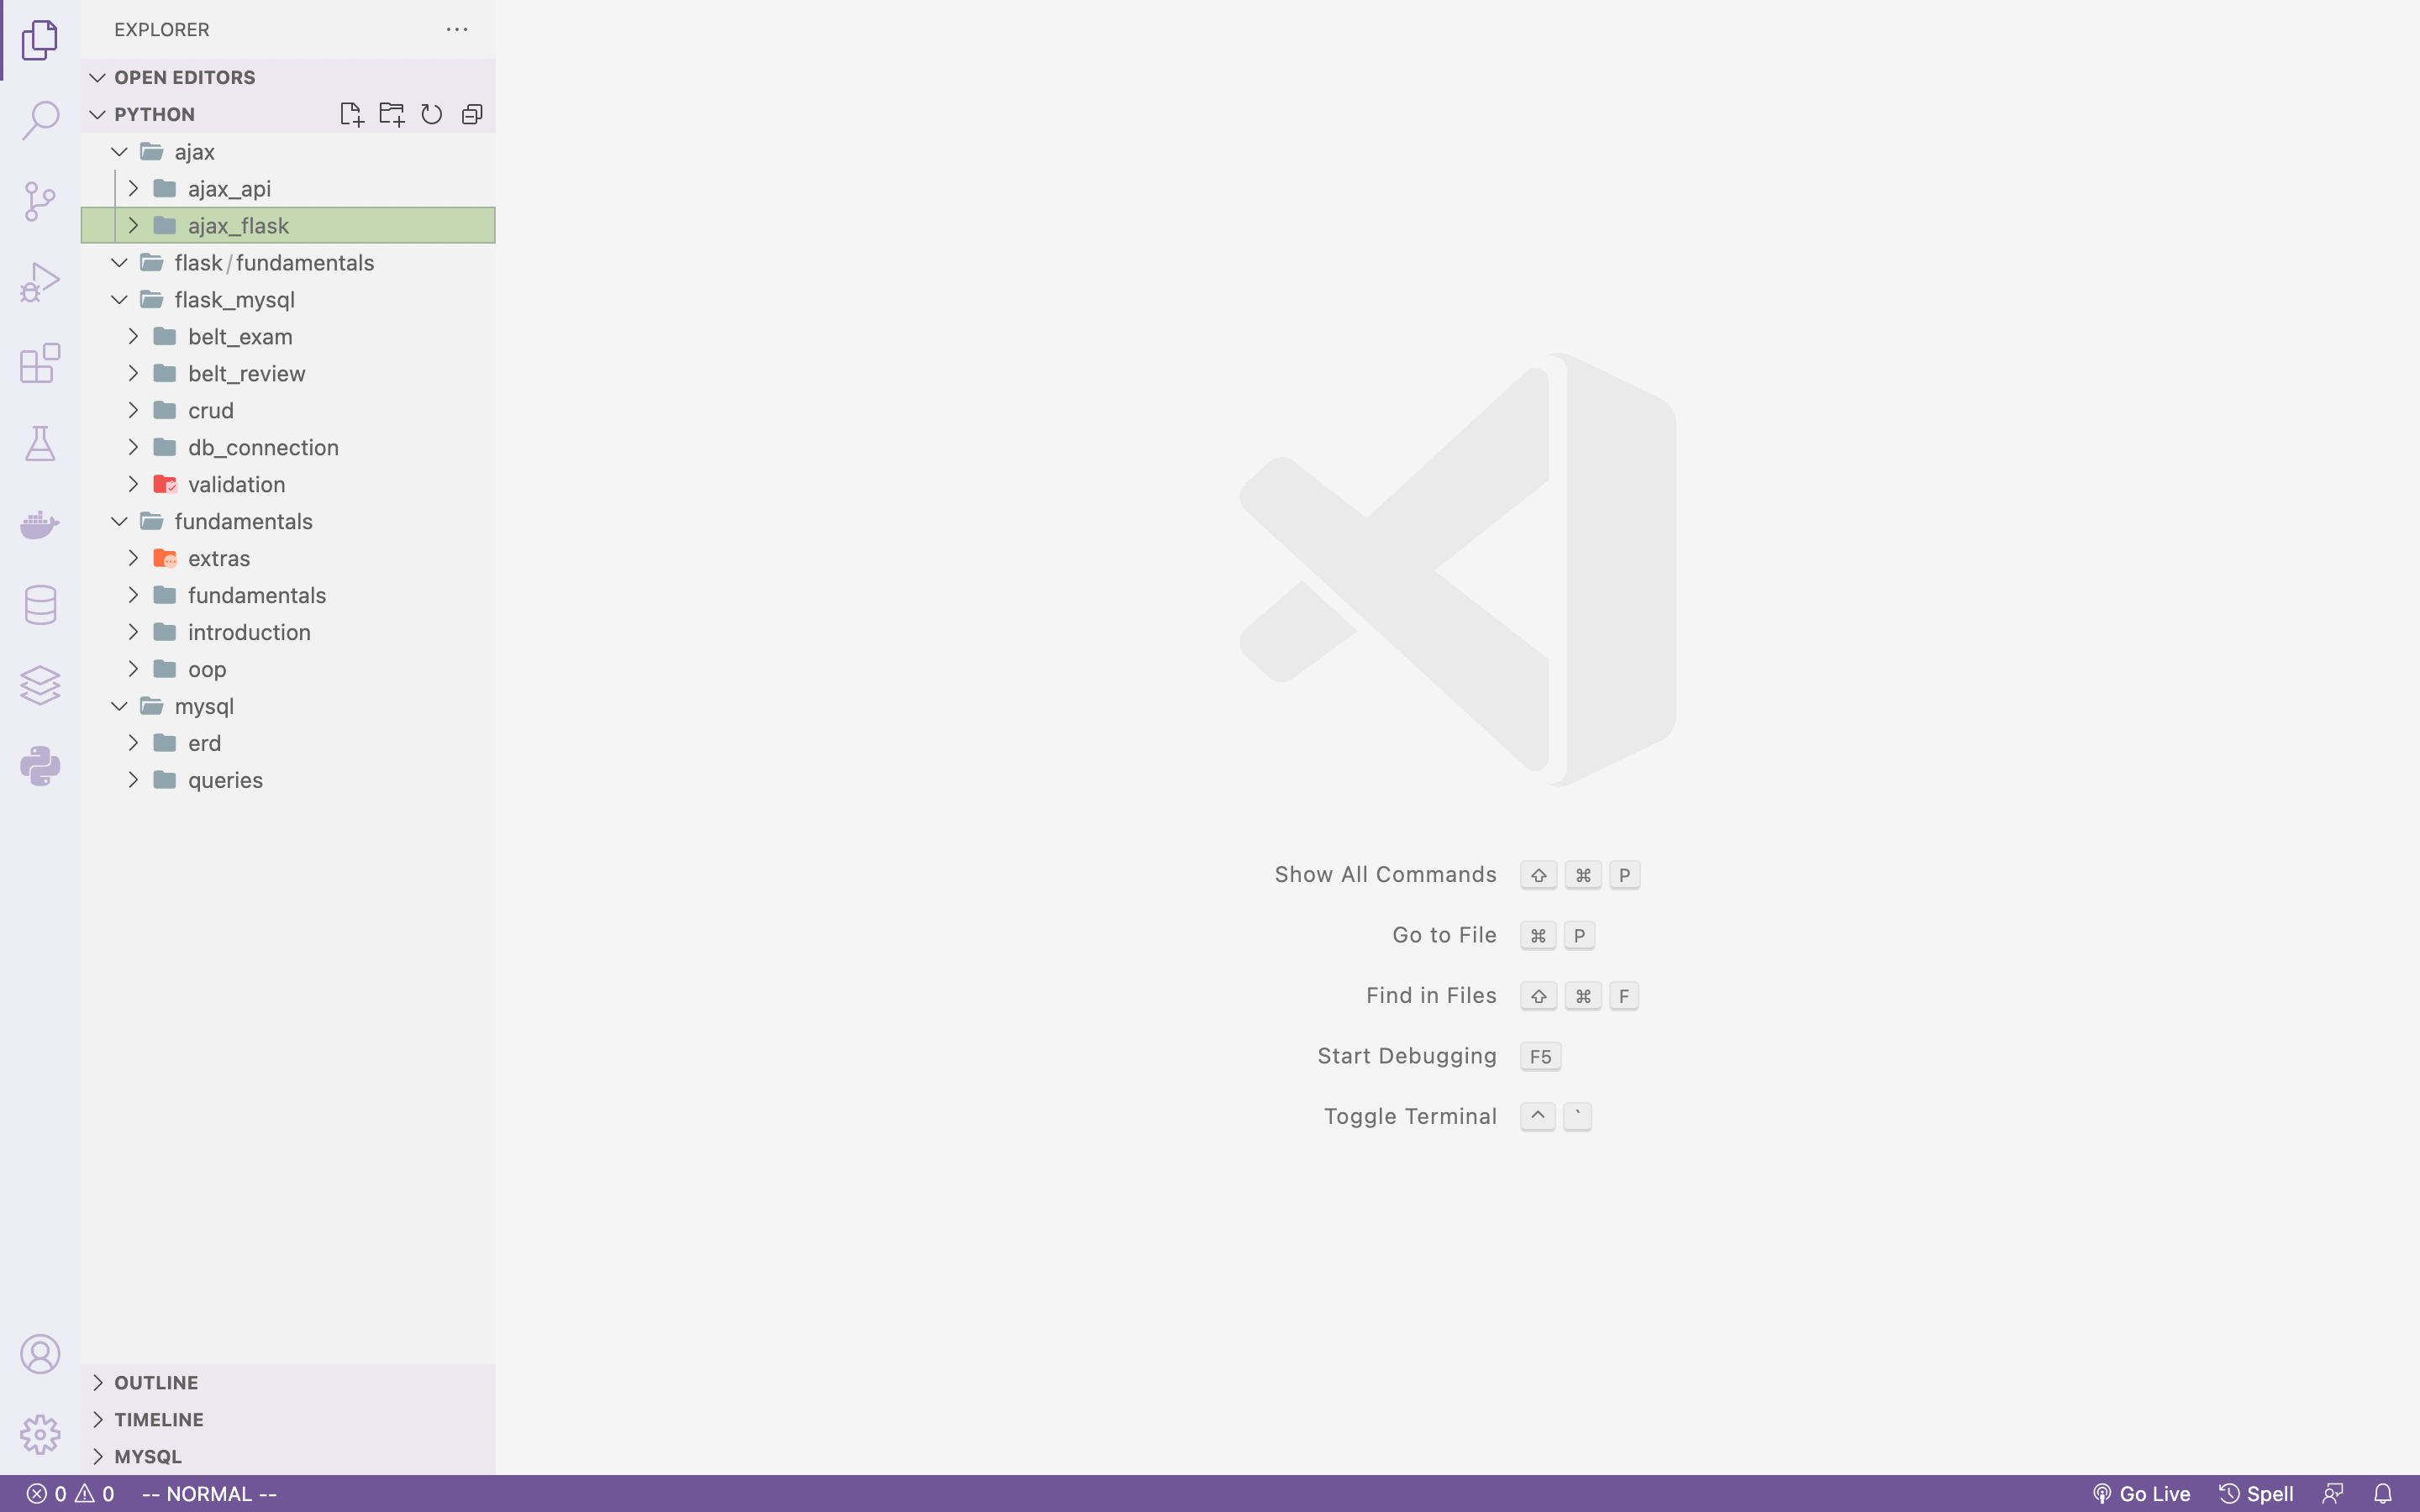 EXPLORER
OPEN EDITORS
PYTHON
ajax
ajax_api
ajax_flask
flask/fundamentals
flask_mysql
belt_exam
belt_review
crud
db_connection
validation
fundamentals
extras
fundamentals
introduction
oop
mysql
erd
queries
OUTLINE
TIMELINE
MYSQL
Show All Commands ⇧ ⌘ P
Go to File ⌘ P
Find in Files ⇧ ⌘ F
Start Debugging F5
Toggle Terminal ^ `
0 0 -- NORMAL -- Go Live Spell